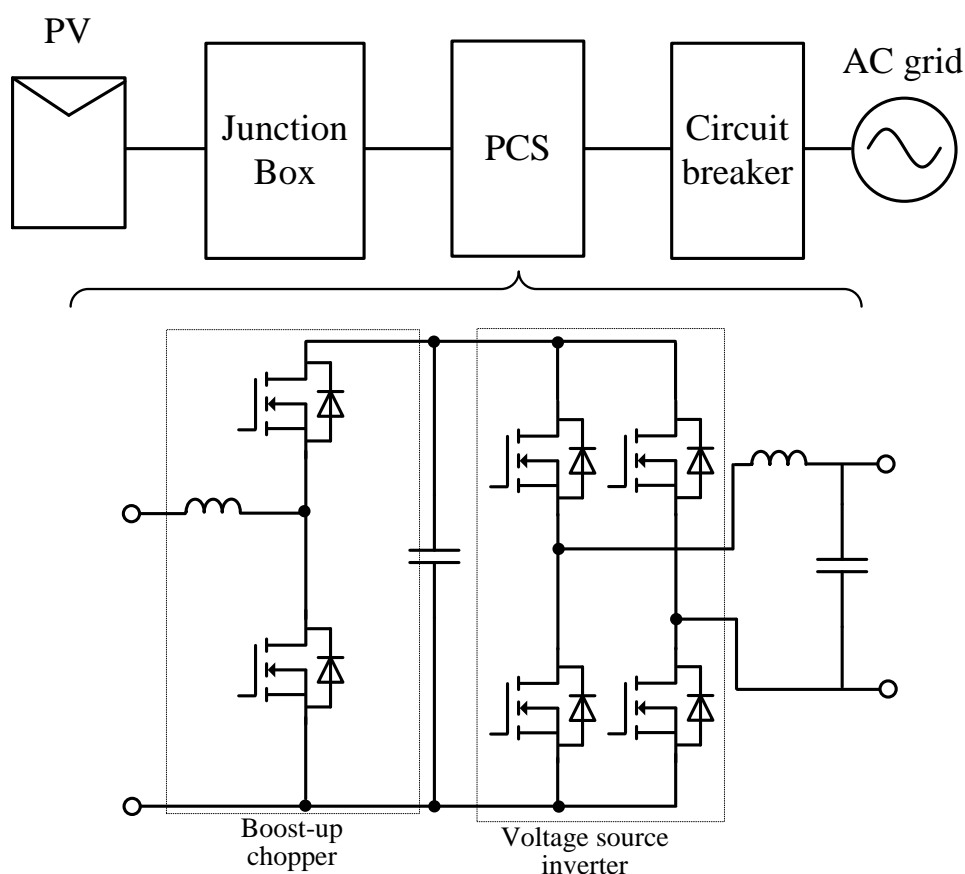 PV
AC grid
Junction
Box
PCS
Circuit
breaker
Boost-up
chopper
Voltage source
inverter